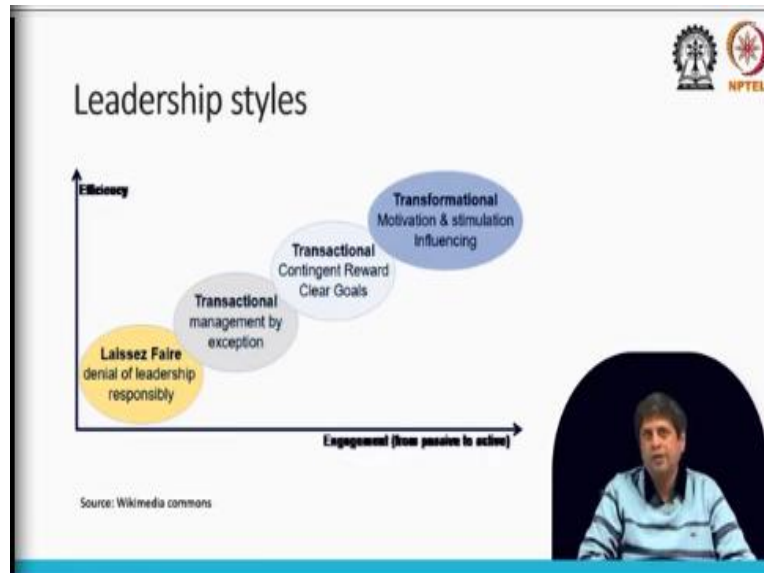 NPTEL
Leadership styles
Efficiency
Transformational
Motivation & stimulation
Influencing
Transactional
Contingent Reward
Clear Goals
Transactional
management by
exception
Laissez Faire
denial of leadership
responsibly
Engagement (from passive to active)
Source: Wikimedia commons